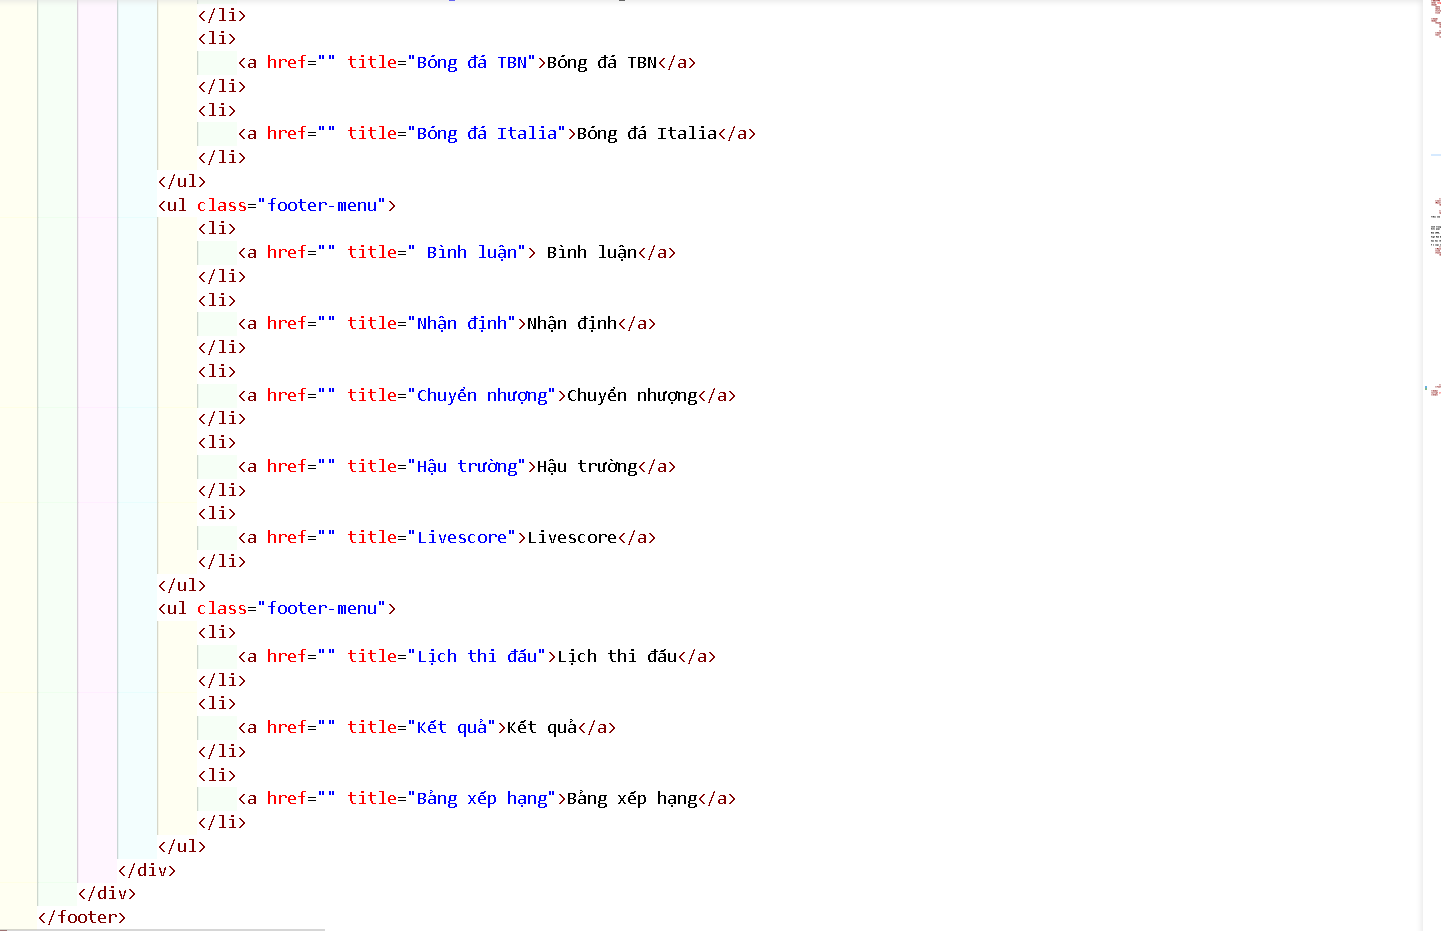 </li>
<li>
<a href="" title="Bóng đá TBN">Bóng đá TBN</a>
</li>
<li>
<a href="" title="Bóng đá Italia">Bóng đá Italia</a>
</li>
</ul>
<ul class="footer-menu">
<li>
<a href="" title=" Bình luận"> Bình luận</a>
</li>
<li>
<a href="" title="Nhận định">Nhận định</a>
</li>
<li>
<a href="" title="Chuyển nhượng">Chuyển nhượng</a>
</li>
<li>
<a href="" title="Hậu trường">Hậu trường</a>
</li>
<li>
<a href="" title="Livescore">Livescore</a>
</li>
</ul>
<ul class="footer-menu">
<li>
<a href="" title="Lịch thi đấu">Lịch thi đấu</a>
</li>
<li>
<a href="" title="Kết quả">Kết quả</a>
</li>
<li>
<a href="" title="Bảng xếp hạng">Bảng xếp hạng</a>
</li>
</ul>
</div>
</div>
</footer>